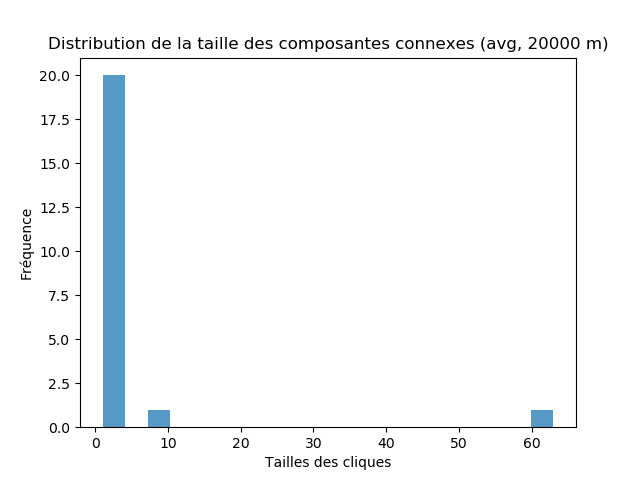 Distribution de la taille des composantes connexes (avg, 20000 m)
20.0
17.5
15.0
12.5
10.0
7.5
5.0
2.5
0.0
Fréquence
0 10 20 30 40 50 60
Tailles des cliques